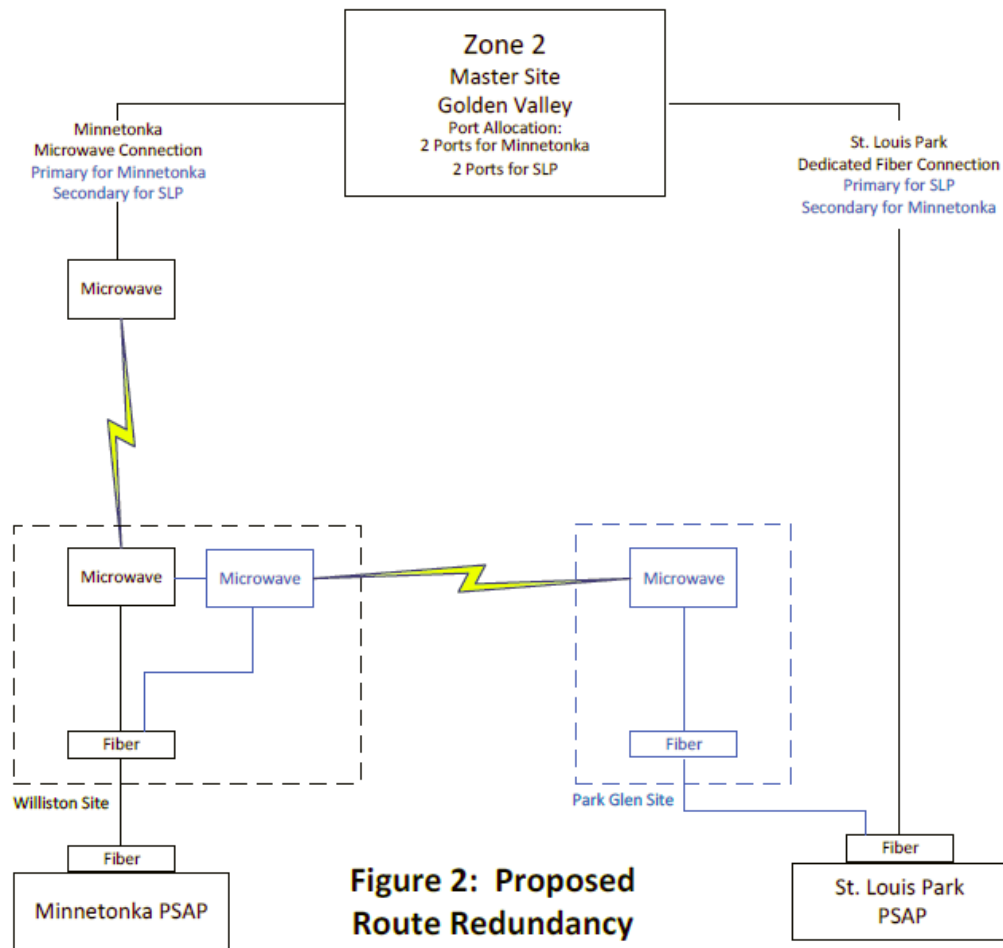 Zone 2
Master Site
Golden Valley
Port Allocation:
2 Ports for Minnetonka
2 Ports for SLP
Minnetonka
Microwave Connection
Primary for Minnetonka
Secondary for SLP
St. Louis Park
Dedicated Fiber Connection
Primary for SLP
Secondary for Minnetonka
Microwave
Microwave
Microwave
Microwave
Fiber
Fiber
Williston Site
Park Glen Site
Fiber
Fiber
Minnetonka PSAP
Figure 2: Proposed
Route Redundancy
St. Louis Park
PSAP